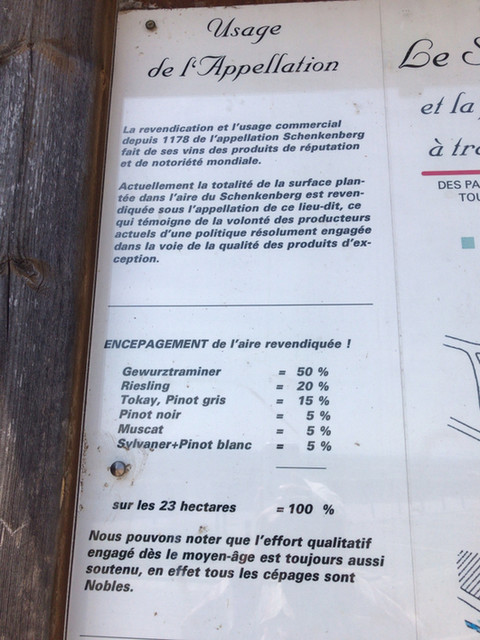 Usage
de l'Appellation
La revendication et l'usage commercial
depuis 1178 de l'appellation Schenkenberg
fait de ses vins des produits de réputation
et de notoriété mondiale.
Actuellement la totalité de la surface plan-
tée dans l'aire du Schenkenberg est reven-
diquée sous l'appellation de ce lieu-dit, ce
qui témoigne de la volonté des producteurs
actuels d'une politique résolument engagée
dans la voie de la qualité des produits d'ex-
ception.
ENCEPAGEMENT de l'aire revendiquée !
Gewurztraminer = 50 %
Riesling = 20 %
Tokay, Pinot gris = 15 %
Pinot noir = 5 %
Muscat = 5 %
Sylvaner+Pinot blanc = 5 %
sur les 23 hectares = 100 %
Nous pouvons noter que l'effort qualitatif
engagé dès le moyen-âge est toujours aussi
soutenu, en effet tous les cépages sont
Nobles.
Le
et la
à
DES